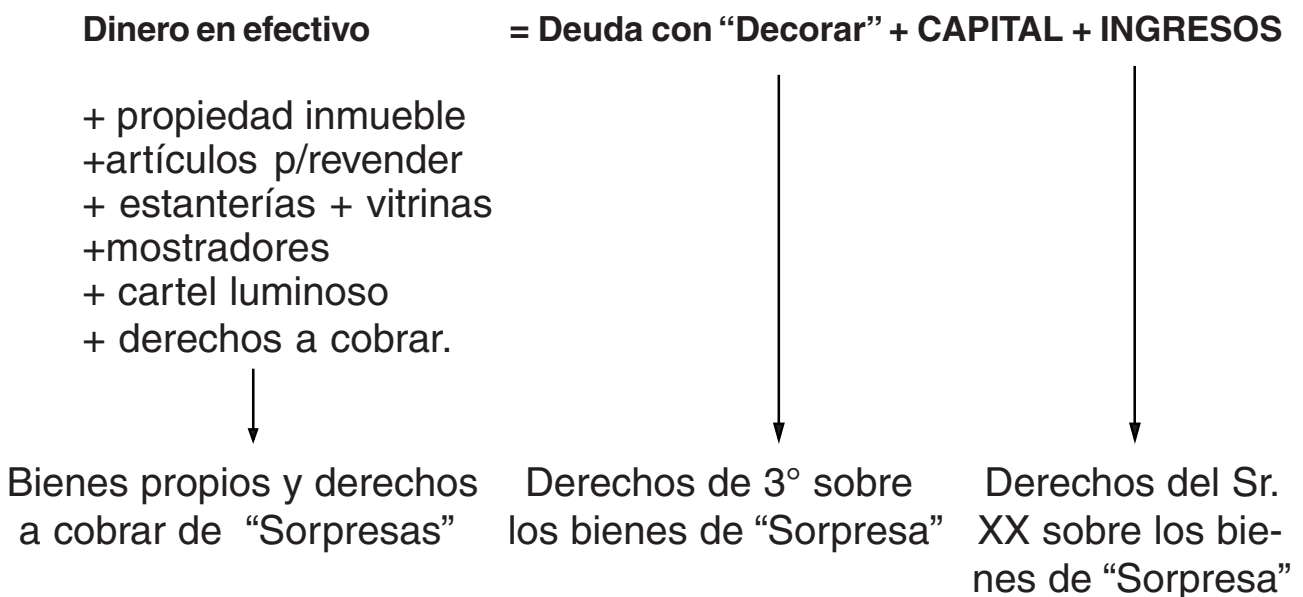 Dinero en efectivo = Deuda con “Decorar” + CAPITAL + INGRESOS
+ propiedad inmueble
+artículos p/revender
+ estanterías + vitrinas
+mostradores
+ cartel luminoso
+ derechos a cobrar.
Bienes propios y derechos
a cobrar de “Sorpresas”
Derechos de 3° sobre
los bienes de “Sorpresa”
Derechos del Sr.
XX sobre los bie-
nes de “Sorpresa”